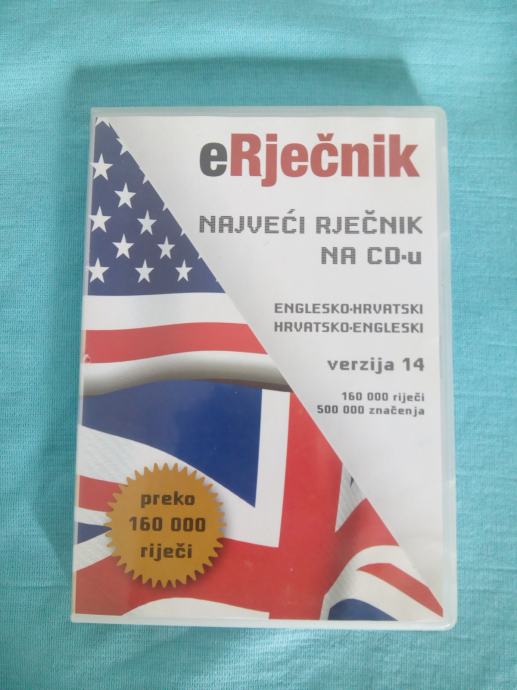 eRječnik
NAJVEĆI RJEČNIK
NA CD-u
ENGLESKO-HRVATSKI
HRVATSKO-ENGLESKI
verzija 14
160 000 riječi
500 000 značenja
preko
160 000
riječi